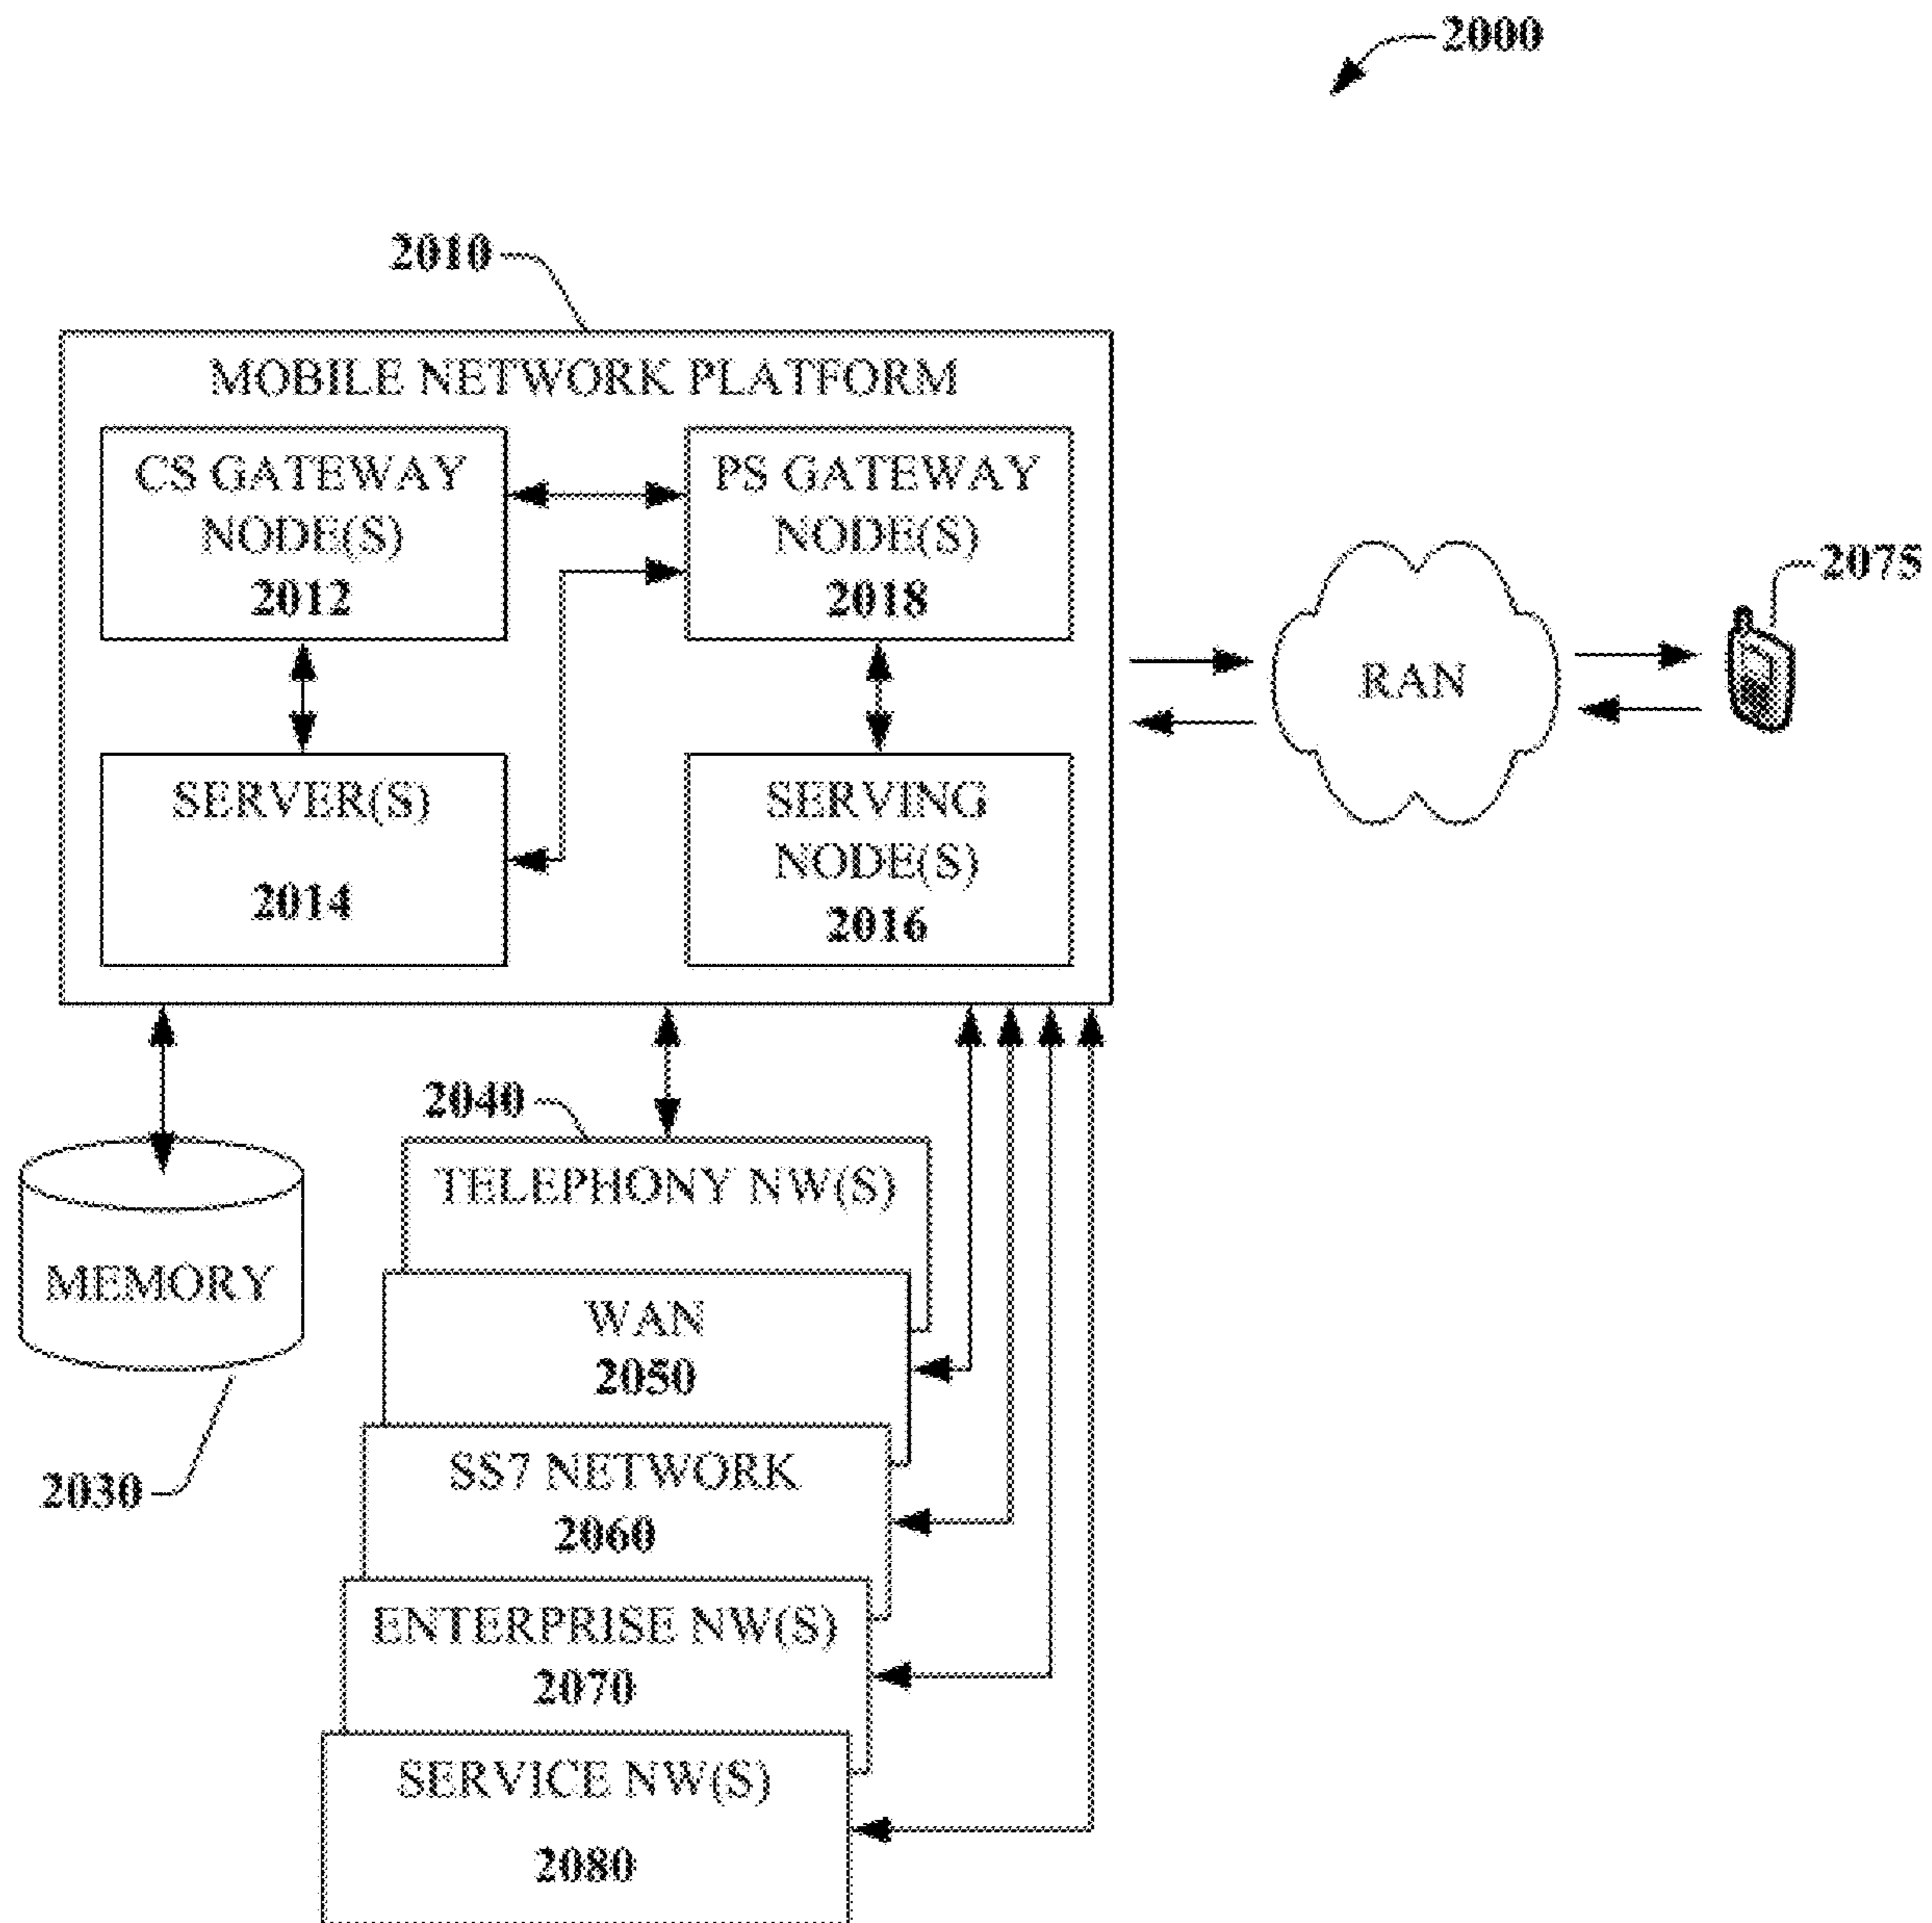 2000
2010
MOBILE NETWORK PLATFORM
CS GATEWAY
NODE(S)
2012
PS GATEWAY
NODE(S)
2018
SERVER(S)
2014
SERVING
NODE(S)
2016
RAN
2075
2040
TELEPHONY NW(S)
MEMORY
2030
WAN
2050
SS7 NETWORK
2060
ENTERPRISE NW(S)
2070
SERVICE NW(S)
2080